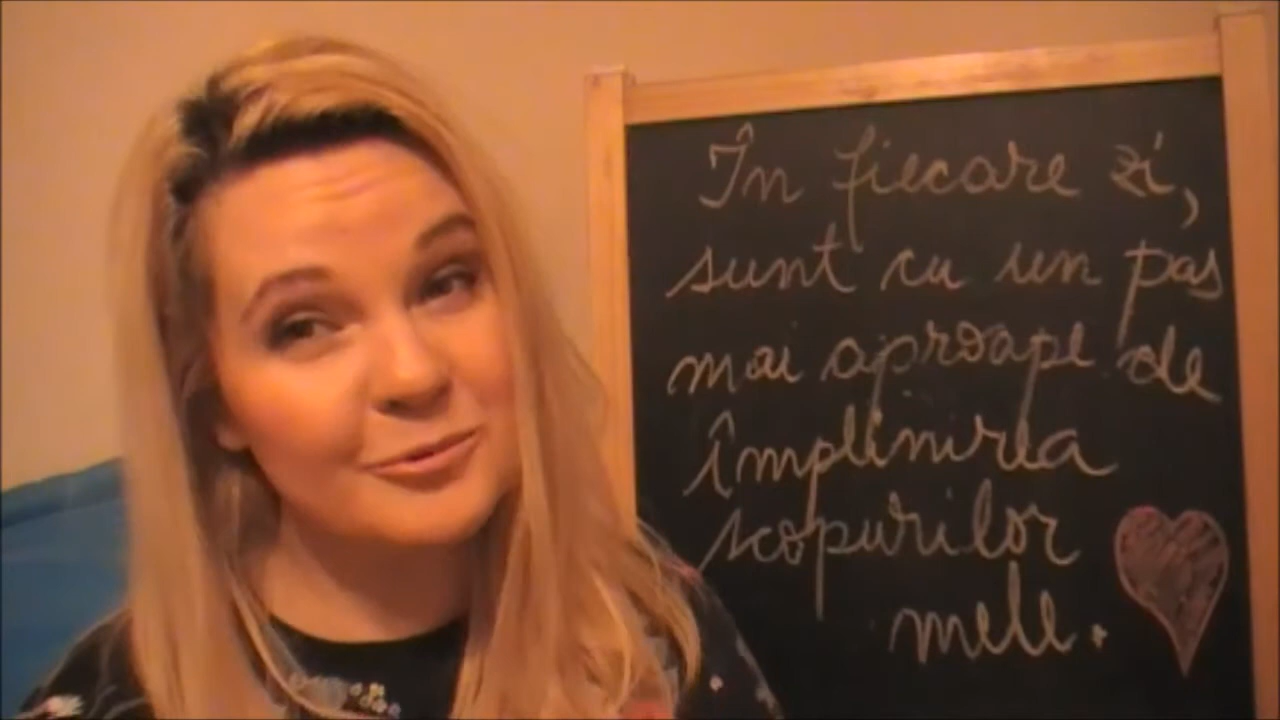 În fiecare zi,
sunt cu un pas
mai aproape de
împlinirea
scopurilor
mele.